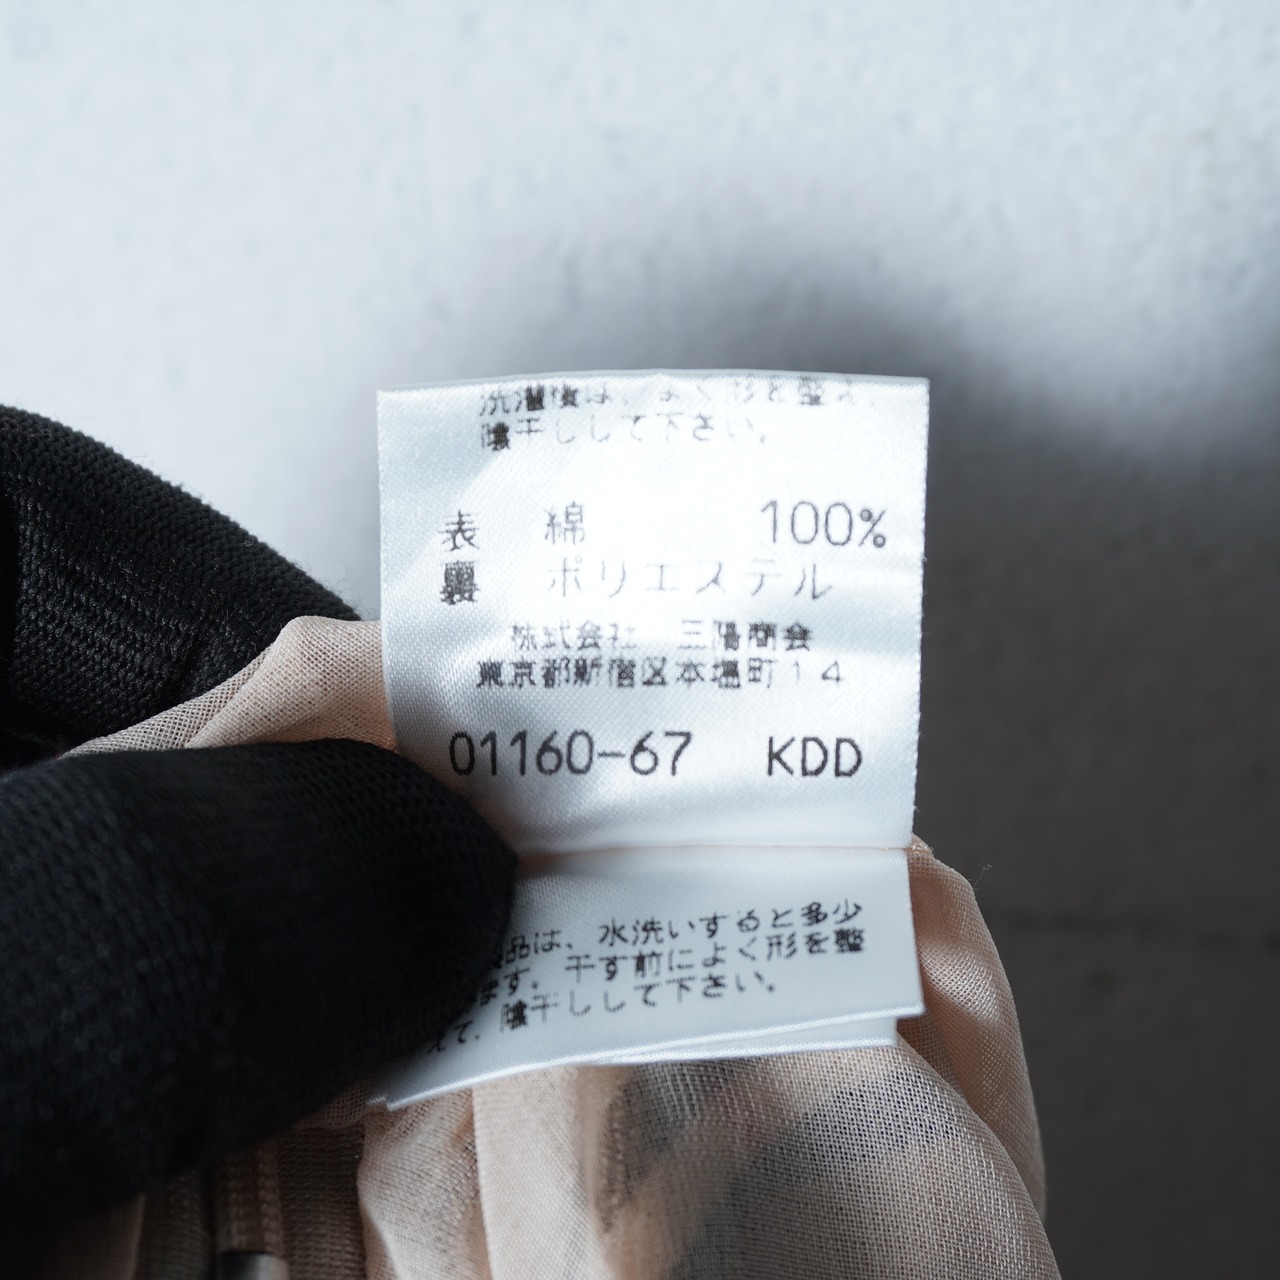 洗濯後は、よく形を整え
陰干しして下さい。
表 綿 100%
裏 ポリエステル
株式会社 三陽商会
東京都新宿区本塩町14
01160-67 KDD
品は、水洗いすると多少
ます。干す前によく形を整
えて、陰干しして下さい。